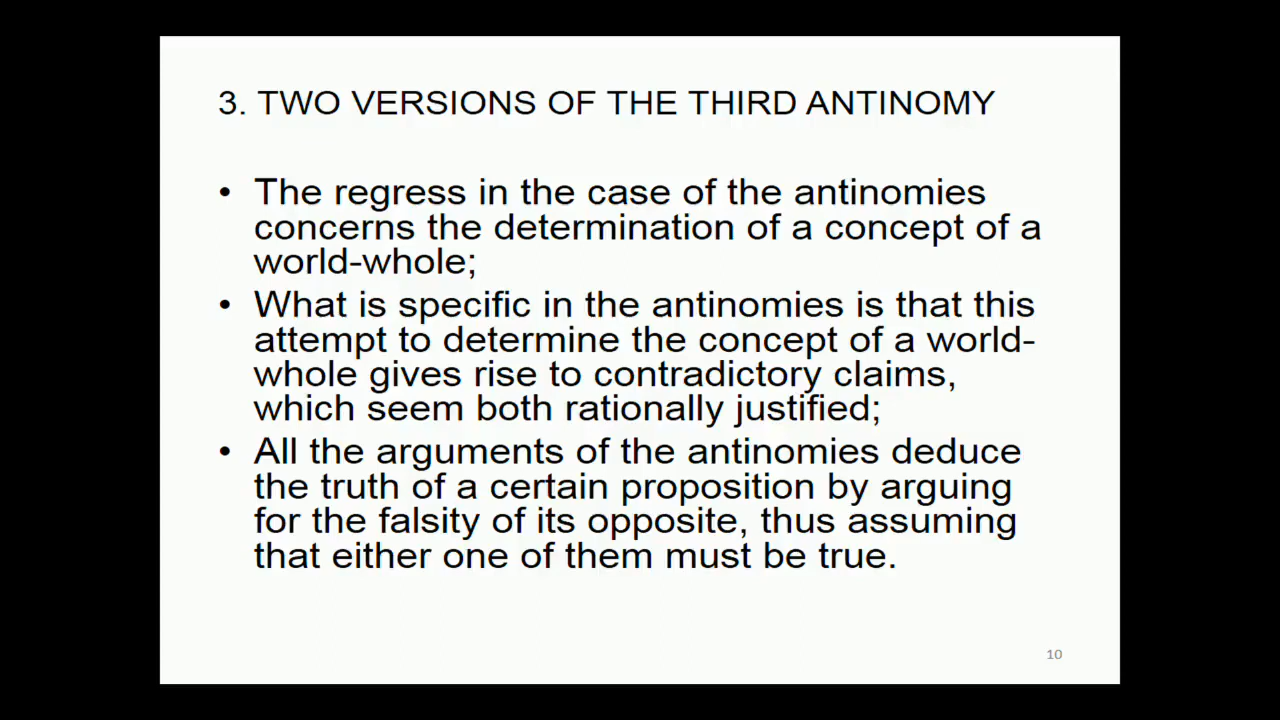 3. TWO VERSIONS OF THE THIRD ANTINOMY
• The regress in the case of the antinomies
concerns the determination of a concept of a
world-whole;
• What is specific in the antinomies is that this
attempt to determine the concept of a world-
whole gives rise to contradictory claims,
which seem both rationally justified;
• All the arguments of the antinomies deduce
the truth of a certain proposition by arguing
for the falsity of its opposite, thus assuming
that either one of them must be true.
10